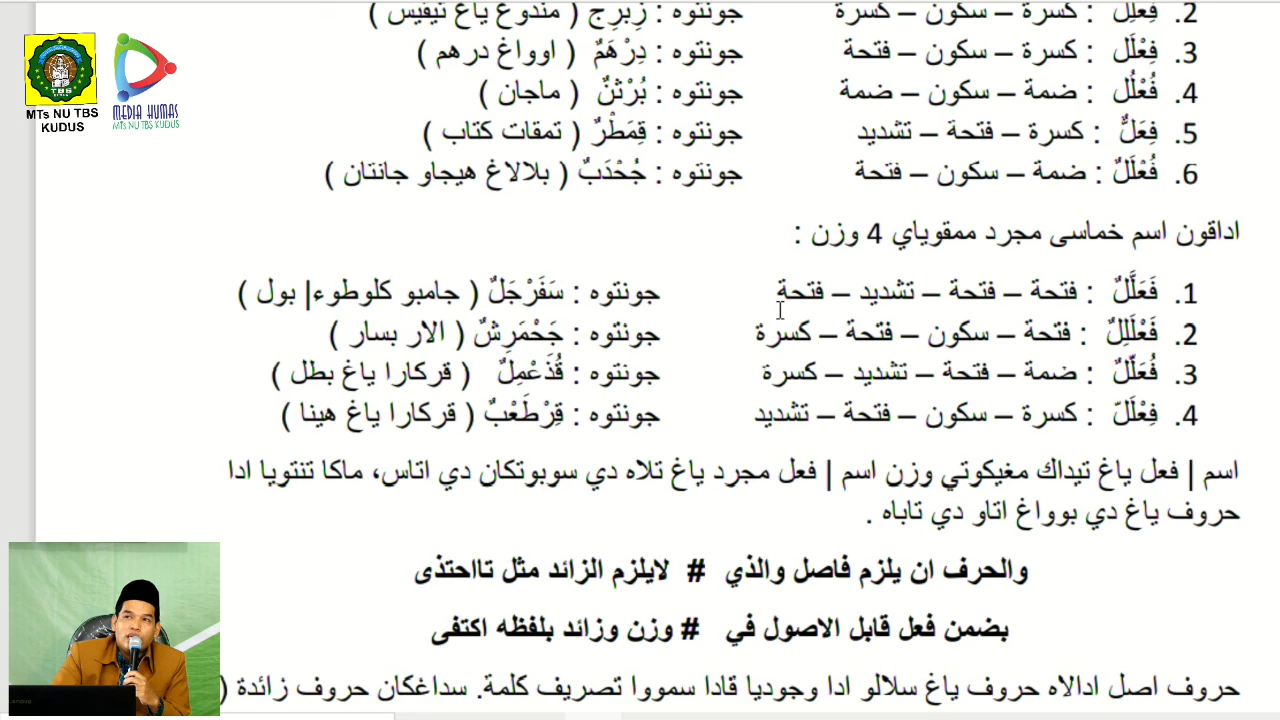 2. فِعْلِل : كسرة – سكون – كسرة جونتوه : زِبرِج ( مندوغ ياغ تيفيس )
3. فِعْلَل : كسرة – سكون – فتحة جونتوه : دِرْهَمٌ ( اوواغ درهم )
4. فُعْلُل : ضمة – سكون – ضمة جونتوه : بُرْثنٌ ( ماجان )
5. فِعَلٌّ : كسرة – فتحة – تشديد جونتوه : قِمَطْرٌ ( تمقات كتاب )
6. فُعْلَلٌ : ضمة – سكون – فتحة جونتوه : جُحْدَبٌ ( بلالاغ هيجاو جانتان )
اداقون اسم خماسى مجرد ممقوياي 4 وزن :
1. فَعَلَّلٌ : فتحة – فتحة – تشديد – فتحة جونتوه : سَفَرْجَلٌ ( جامبو كلوطوء| بول )
2. فَعْلَلِلٌ : فتحة – سكون – فتحة – كسرة جونتوه : جَحْمَرِشٌ ( الار بسار )
3. فُعَلِّلٌ : ضمة – فتحة – تشديد – كسرة جونتوه : قُذَعْمِلٌ ( قركارا ياغ بطل )
4. فِعْلَلّ : كسرة – سكون – فتحة – تشديد جونتوه : قِرْطَعْبٌ ( قركارا ياغ هينا )
اسم | فعل ياغ تيداك مغيكوتي وزن اسم | فعل مجرد ياغ تلاه دي سوبوتكان دي اتاس، ماكا تنتويا ادا
حروف ياغ دي بوواغ اتاو دي تاباه .
والحرف ان يلزم فاصل والذي # لايلزم الزائد مثل تااحتذى
بضمن فعل قابل الاصول في # وزن وزائد بلفظه اكتفى
حروف اصل ادالاه حروف ياغ سلالو ادا وجوديا قادا سمووا تصريف كلمة. سداغكان حروف زائدة (
TBS
MTs NU TBS
KUDUS
MEDIA HUMAS
MTs NU TBS KUDUS